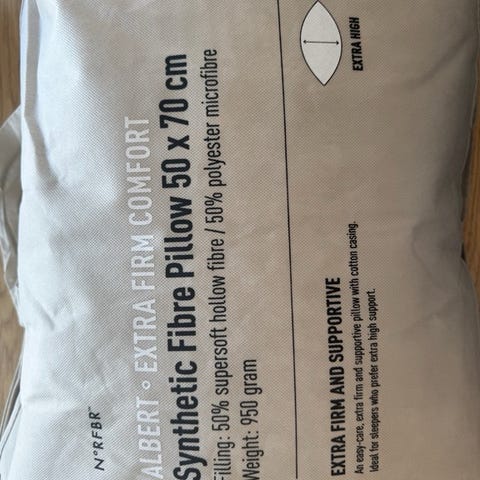 N°RFBR
ALBERT ∘ EXTRA FIRM COMFORT
Synthetic Fibre Pillow 50 x 70 cm
Filling: 50% supersoft hollow fibre / 50% polyester microfibre
Weight: 950 gram
EXTRA HIGH
EXTRA FIRM AND SUPPORTIVE
An easy-care, extra firm and supportive pillow with cotton casing.
Ideal for sleepers who prefer extra high support.